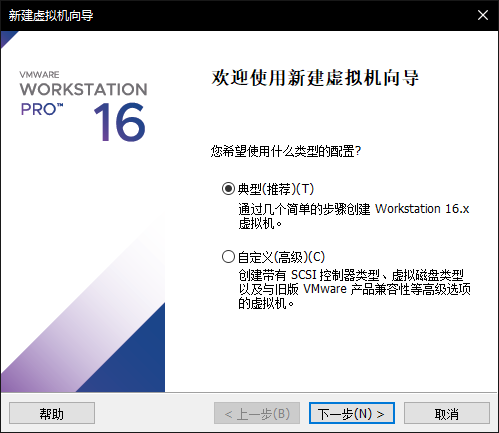 新建虚拟机向导
VMWARE
WORKSTATION
PRO™ 16
欢迎使用新建虚拟机向导
您希望使用什么类型的配置?
典型(推荐)(T)
通过几个简单的步骤创建 Workstation 16.x
虚拟机。
自定义(高级)(C)
创建带有 SCSI 控制器类型、虚拟磁盘类型
以及与旧版 VMware 产品兼容性等高级选项
的虚拟机。
帮助
< 上一步(B)
下一步(N) >
取消